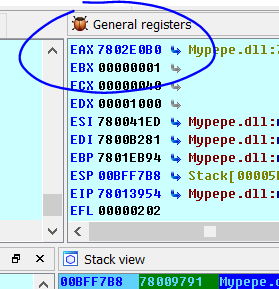 General registers
EAX 7802E0B0 Mypepe.dll:
EBX 00000001
ECX 00000040
EDX 00001000
ESI 780041ED Mypepe.dll:
EDI 7800B281 Mypepe.dll:
EBP 7801EB94 Mypepe.dll:
ESP 00BFF7B8 Stack[00005
EIP 78013954 Mypepe.dll:
EFL 00000202
Stack view
00BFF7B8 78009791 Mypepe.d